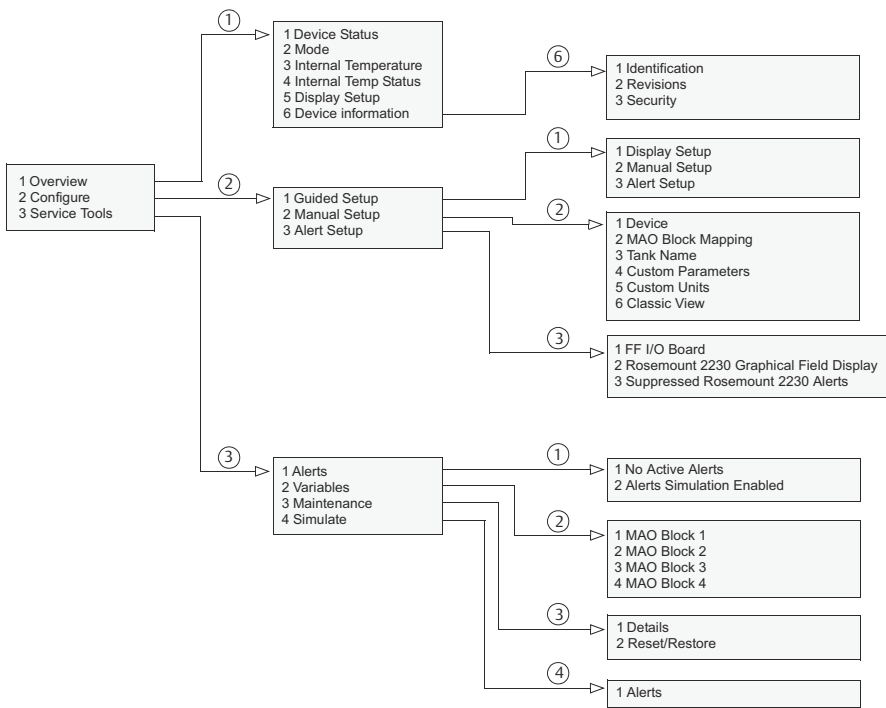 1 Overview
2 Configure
3 Service Tools
1
1 Device Status
2 Mode
3 Internal Temperature
4 Internal Temp Status
5 Display Setup
6 Device information
6
1 Identification
2 Revisions
3 Security
2
1 Guided Setup
2 Manual Setup
3 Alert Setup
1
1 Display Setup
2 Manual Setup
3 Alert Setup
2
1 Device
2 MAO Block Mapping
3 Tank Name
4 Custom Parameters
5 Custom Units
6 Classic View
3
1 FF I/O Board
2 Rosemount 2230 Graphical Field Display
3 Suppressed Rosemount 2230 Alerts
3
1 Alerts
2 Variables
3 Maintenance
4 Simulate
1
1 No Active Alerts
2 Alerts Simulation Enabled
2
1 MAO Block 1
2 MAO Block 2
3 MAO Block 3
4 MAO Block 4
3
1 Details
2 Reset/Restore
4
1 Alerts